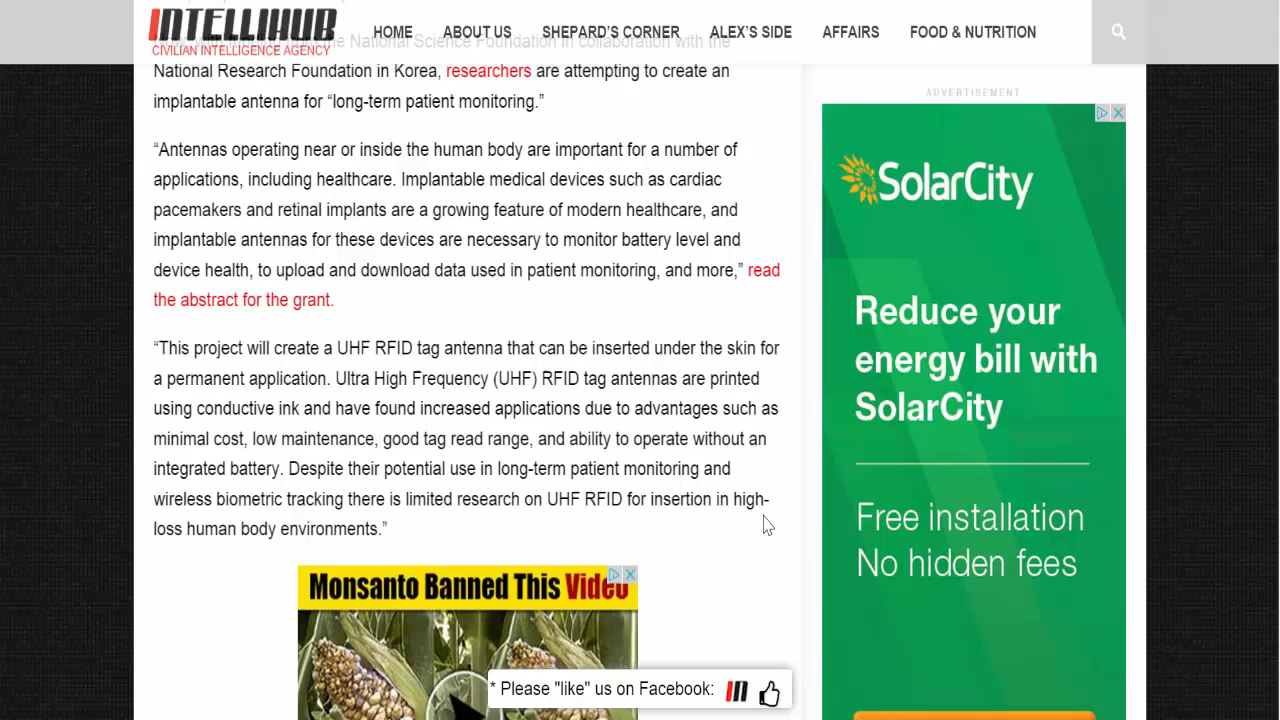 INTELLIHUB
CIVILIAN INTELLIGENCE AGENCY
HOME
ABOUT US
SHEPARD'S CORNER
ALEX'S SIDE
AFFAIRS
FOOD & NUTRITION
the National Science Foundation in collaboration with the
National Research Foundation in Korea, researchers are attempting to create an
implantable antenna for “long-term patient monitoring.”
“Antennas operating near or inside the human body are important for a number of
applications, including healthcare. Implantable medical devices such as cardiac
pacemakers and retinal implants are a growing feature of modern healthcare, and
implantable antennas for these devices are necessary to monitor battery level and
device health, to upload and download data used in patient monitoring, and more,” read
the abstract for the grant.
“This project will create a UHF RFID tag antenna that can be inserted under the skin for
a permanent application. Ultra High Frequency (UHF) RFID tag antennas are printed
using conductive ink and have found increased applications due to advantages such as
minimal cost, low maintenance, good tag read range, and ability to operate without an
integrated battery. Despite their potential use in long-term patient monitoring and
wireless biometric tracking there is limited research on UHF RFID for insertion in high-
loss human body environments.”
Monsanto Banned This Video
* Please "like" us on Facebook:
ADVERTISEMENT
SolarCity
Reduce your
energy bill with
SolarCity
Free installation
No hidden fees